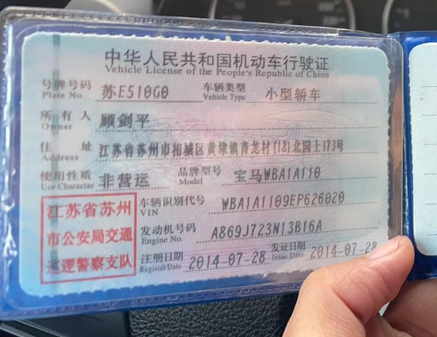 中华人民共和国机动车行驶证
Vehicle License of the People's Republic of China
号牌号码 苏E510G0 车辆类型 小型轿车
Plate No. Vehicle Type
所有人 顾剑平
Owner
住址 江苏省苏州市相城区黄埭镇青龙村(18)北园上173号
Address
使用性质 非营运 品牌型号 宝马WBA1A110
Use Character Model
江苏省苏州 车辆识别代号 WBA1A1109EP626020
VIN
市公安局交通 发动机号码 A869J723N13B16A
Engine No.
巡逻警察支队 注册日期 2014-07-28 发证日期 2014-07-28
Register Date Issue Date